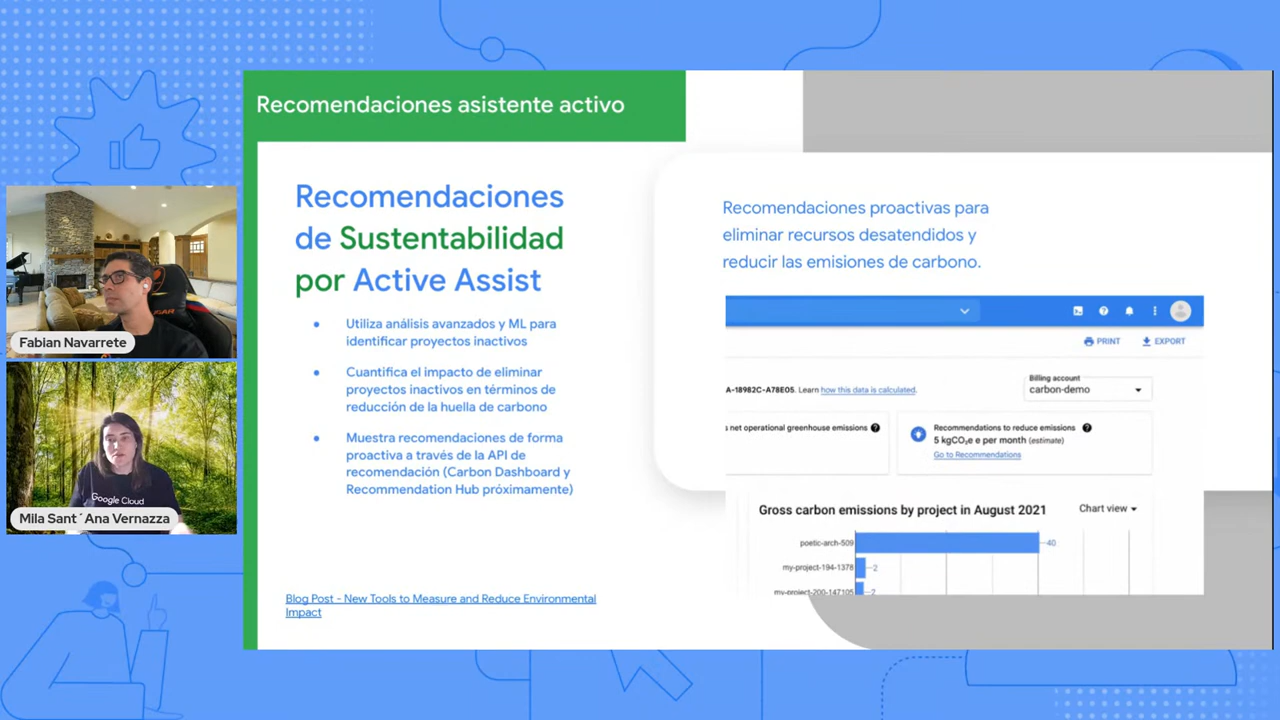 Recomendaciones asistente activo
Recomendaciones
de Sustentabilidad
por Active Assist
• Utiliza análisis avanzados y ML para
identificar proyectos inactivos
• Cuantifica el impacto de eliminar
proyectos inactivos en términos de
reducción de la huella de carbono
• Muestra recomendaciones de forma
proactiva a través de la API de
recomendación (Carbon Dashboard y
Recommendation Hub próximamente)
Blog Post - New Tools to Measure and Reduce Environmental
Impact
Recomendaciones proactivas para
eliminar recursos desatendidos y
reducir las emisiones de carbono.
PRINT
EXPORT
A-18982C-A78E05. Learn how this data is calculated.
Billing account
carbon-demo
s net operational greenhouse emissions
Recommendations to reduce emissions
5 kgCO₂e e per month (estimate)
Go to Recommendations
Gross carbon emissions by project in August 2021
Chart view
poetic-arch-509
40
my-project-194-1378
2
my-project-200-147105
2
COUGAR
Fabian Navarrete
Google Cloud
Mila Sant´Ana Vernazza